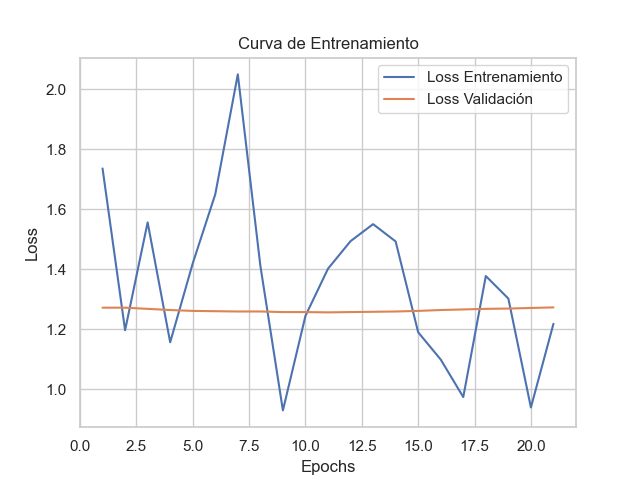 Curva de Entrenamiento
Loss Entrenamiento
Loss Validación
2.0
1.8
1.6
1.4
1.2
1.0
Loss
0.0 2.5 5.0 7.5 10.0 12.5 15.0 17.5 20.0
Epochs